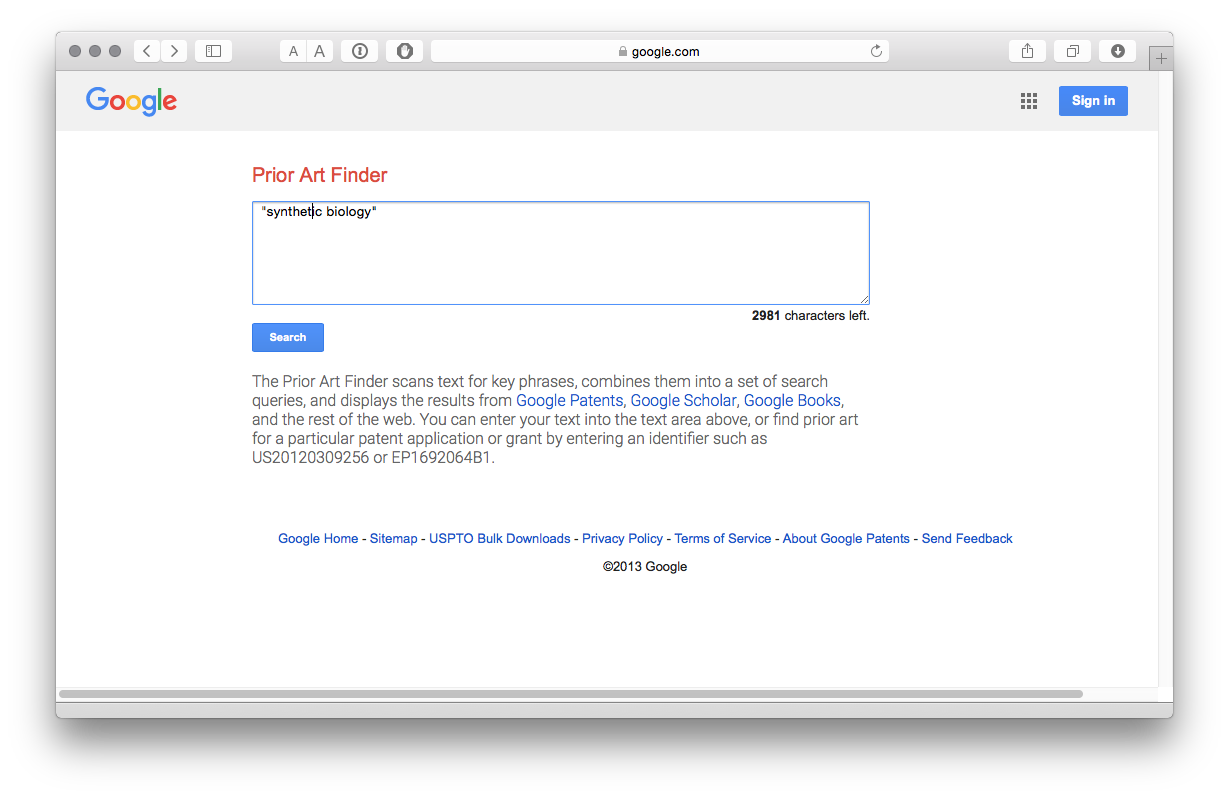 A A google.com
Google
Sign in
Prior Art Finder
"synthetic biology"
2981 characters left.
Search
The Prior Art Finder scans text for key phrases, combines them into a set of search
queries, and displays the results from Google Patents, Google Scholar, Google Books,
and the rest of the web. You can enter your text into the text area above, or find prior art
for a particular patent application or grant by entering an identifier such as
US20120309256 or EP1692064B1.
Google Home - Sitemap - USPTO Bulk Downloads - Privacy Policy - Terms of Service - About Google Patents - Send Feedback
©2013 Google